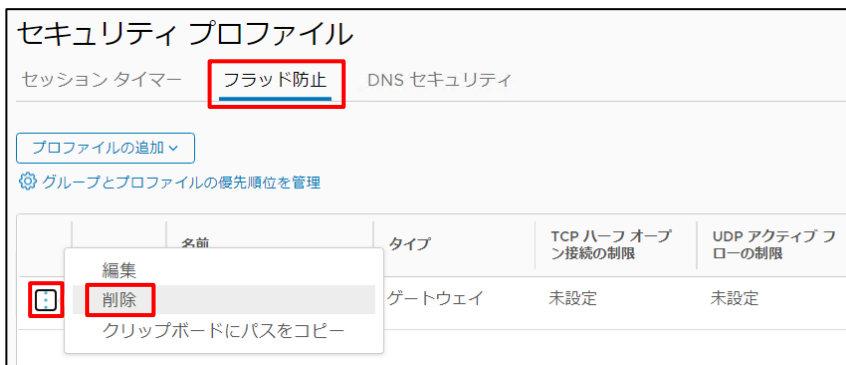 セキュリティ プロファイル
セッション タイマー フラッド防止 DNS セキュリティ
プロファイルの追加
グループとプロファイルの優先順位を管理
名前 タイプ TCP ハーフ オープ UDP アクティブ フ
ン接続の制限 ローの制限
編集
削除 ゲートウェイ 未設定 未設定
クリップボードにパスをコピー